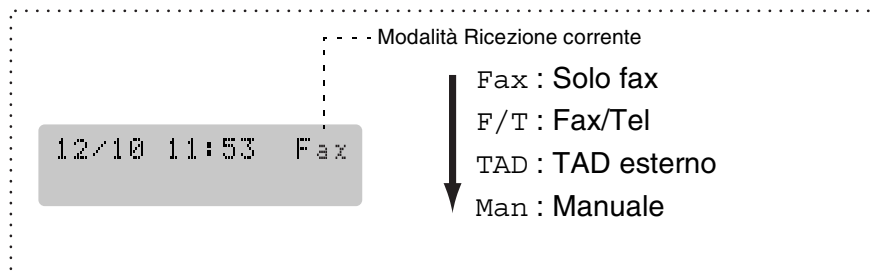 Modalità Ricezione corrente
Fax : Solo fax
F/T : Fax/Tel
12/10 11:53 Fax
TAD : TAD esterno
Man : Manuale